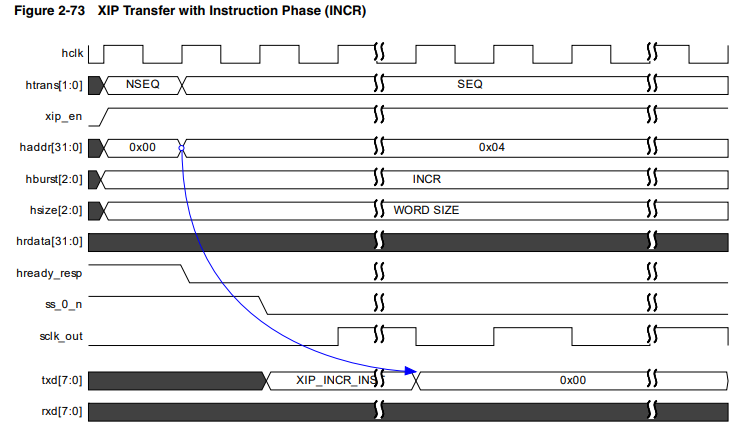 Figure 2-73 XIP Transfer with Instruction Phase (INCR)
hclk
htrans[1:0] NSEQ SEQ
xip_en
haddr[31:0] 0x00 0x04
hburst[2:0] INCR
hsize[2:0] WORD SIZE
hrdata[31:0]
hready_resp
ss_0_n
sclk_out
txd[7:0] XIP_INCR_INS 0x00
rxd[7:0]